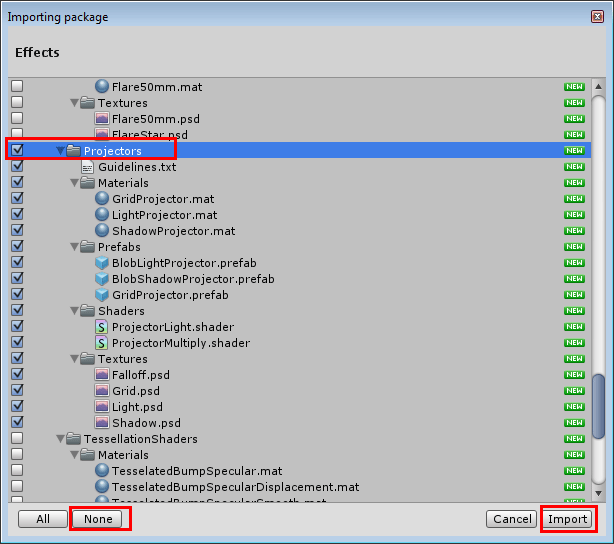 Importing package
Effects
Flare50mm.mat NEW
Textures NEW
Flare50mm.psd NEW
FlareStar.psd NEW
Projectors NEW
Guidelines.txt NEW
Materials NEW
GridProjector.mat NEW
LightProjector.mat NEW
ShadowProjector.mat NEW
Prefabs NEW
BlobLightProjector.prefab NEW
BlobShadowProjector.prefab NEW
GridProjector.prefab NEW
Shaders NEW
ProjectorLight.shader NEW
ProjectorMultiply.shader NEW
Textures NEW
Falloff.psd NEW
Grid.psd NEW
Light.psd NEW
Shadow.psd NEW
TessellationShaders NEW
Materials NEW
TesselatedBumpSpecular.mat NEW
TesselatedBumpSpecularDisplacement.mat NEW
TesselatedBumpSpecularSmooth.mat NEW
All None Cancel Import